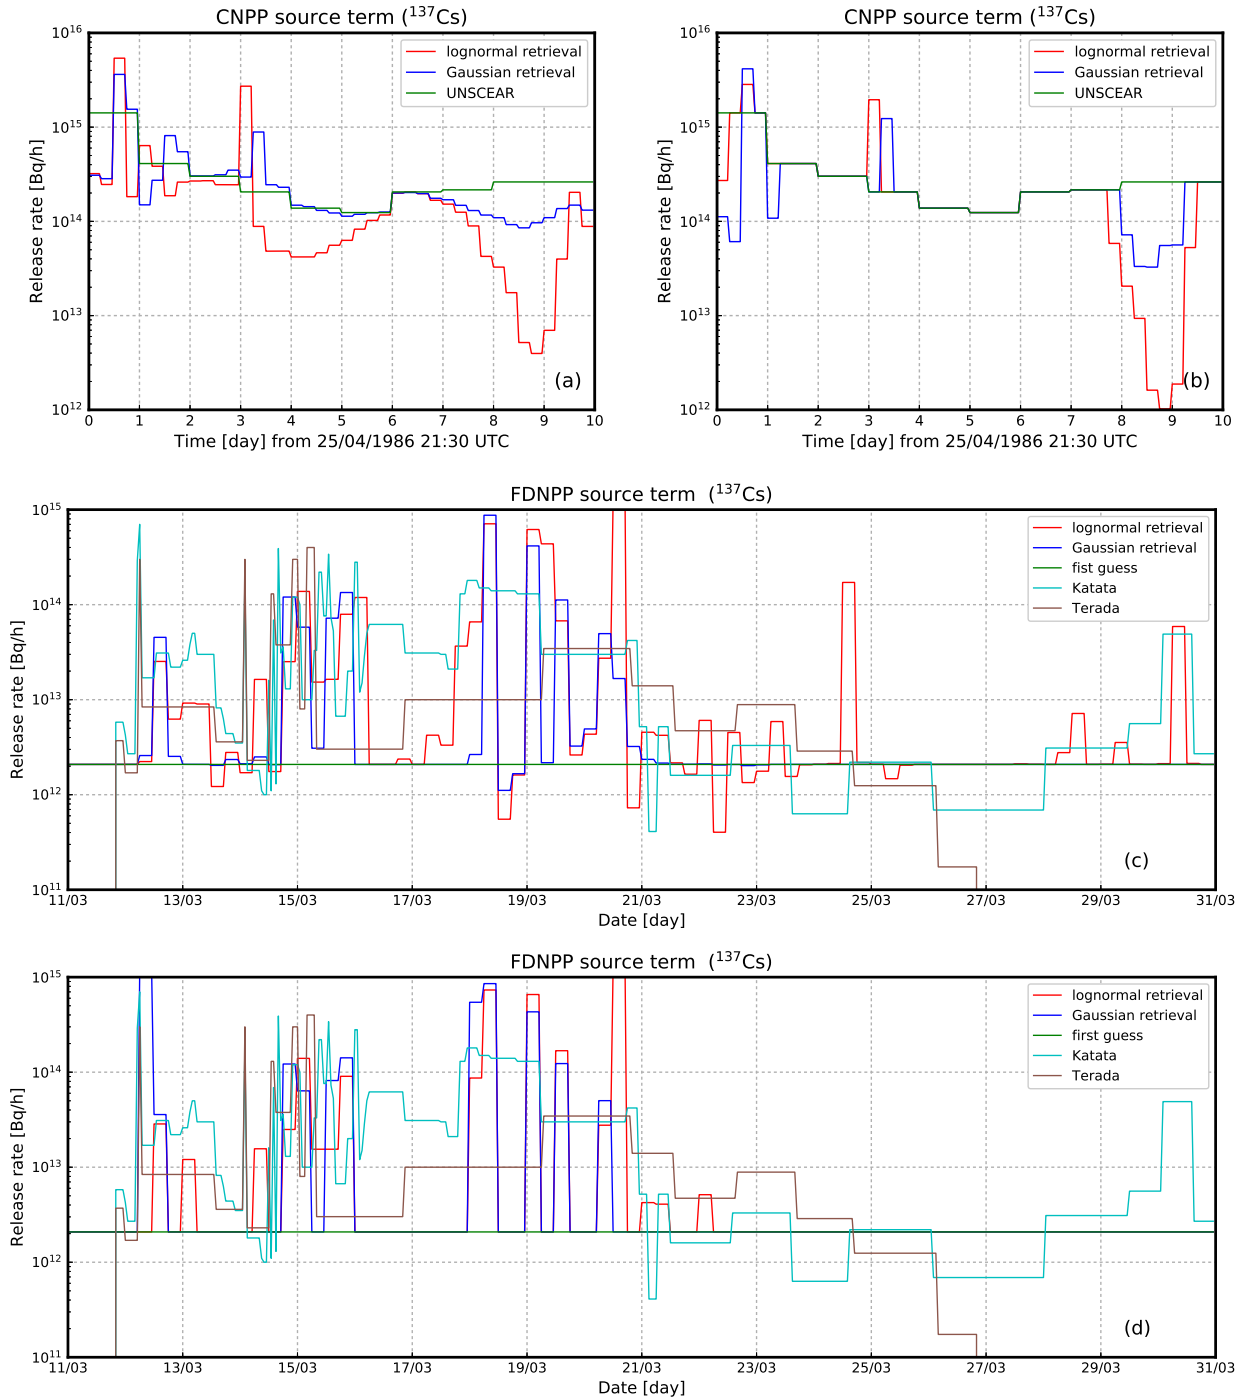 CNPP source term (¹³⁷Cs)
lognormal retrieval
Gaussian retrieval
UNSCEAR
Release rate [Bq/h]
10¹⁶
10¹⁵
10¹⁴
10¹³
10¹²
(a)
0 1 2 3 4 5 6 7 8 9 10
Time [day] from 25/04/1986 21:30 UTC
CNPP source term (¹³⁷Cs)
lognormal retrieval
Gaussian retrieval
UNSCEAR
Release rate [Bq/h]
10¹⁶
10¹⁵
10¹⁴
10¹³
10¹²
(b)
0 1 2 3 4 5 6 7 8 9 10
Time [day] from 25/04/1986 21:30 UTC
FDNPP source term (¹³⁷Cs)
lognormal retrieval
Gaussian retrieval
fist guess
Katata
Terada
Release rate [Bq/h]
10¹⁵
10¹⁴
10¹³
10¹²
10¹¹
(c)
11/03 13/03 15/03 17/03 19/03 21/03 23/03 25/03 27/03 29/03 31/03
Date [day]
FDNPP source term (¹³⁷Cs)
lognormal retrieval
Gaussian retrieval
first guess
Katata
Terada
Release rate [Bq/h]
10¹⁵
10¹⁴
10¹³
10¹²
10¹¹
(d)
11/03 13/03 15/03 17/03 19/03 21/03 23/03 25/03 27/03 29/03 31/03
Date [day]